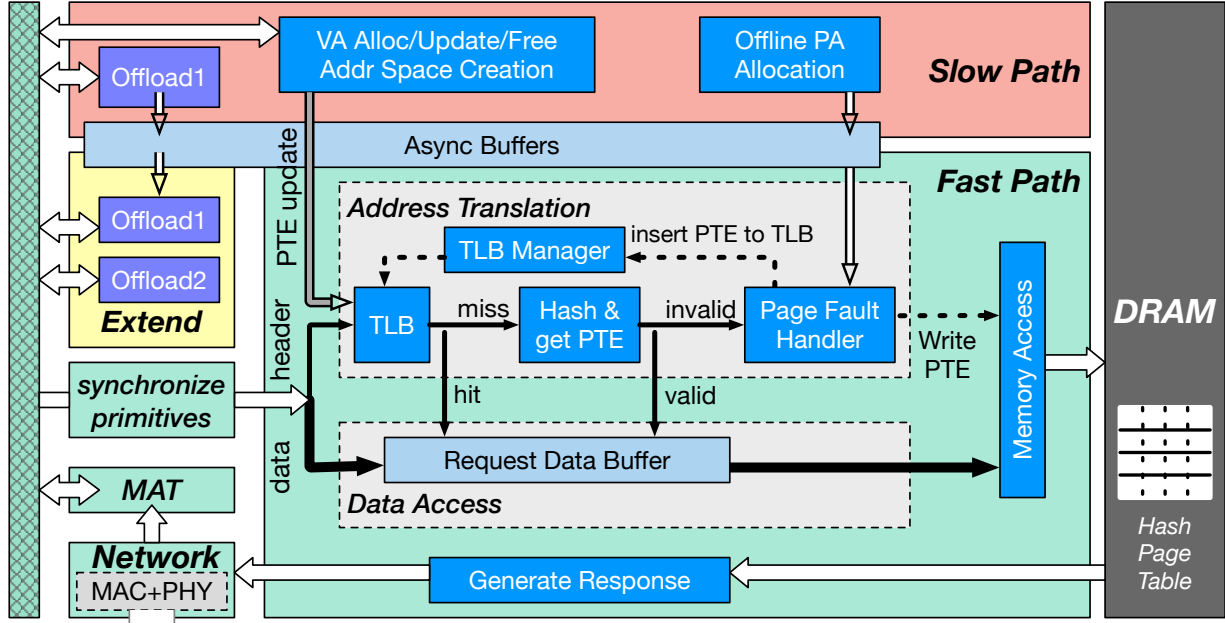 VA Alloc/Update/Free
Addr Space Creation
Offline PA
Allocation
Slow Path
Offload1
Async Buffers
PTE update
Fast Path
Address Translation
Offload1
Offload2
Extend
TLB Manager
insert PTE to TLB
TLB
miss
Hash &
get PTE
invalid
Page Fault
Handler
Write
PTE
Memory Access
DRAM
header
hit
valid
synchronize
primitives
data
Request Data Buffer
Data Access
MAT
Network
MAC+PHY
Generate Response
Hash
Page
Table